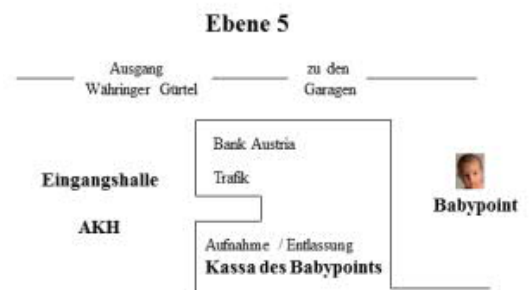 Ebene 5
Ausgang
Währinger Gürtel
zu den
Garagen
Bank Austria
Trafik
Eingangshalle
AKH
Babypoint
Aufnahme / Entlassung
Kassa des Babypoints